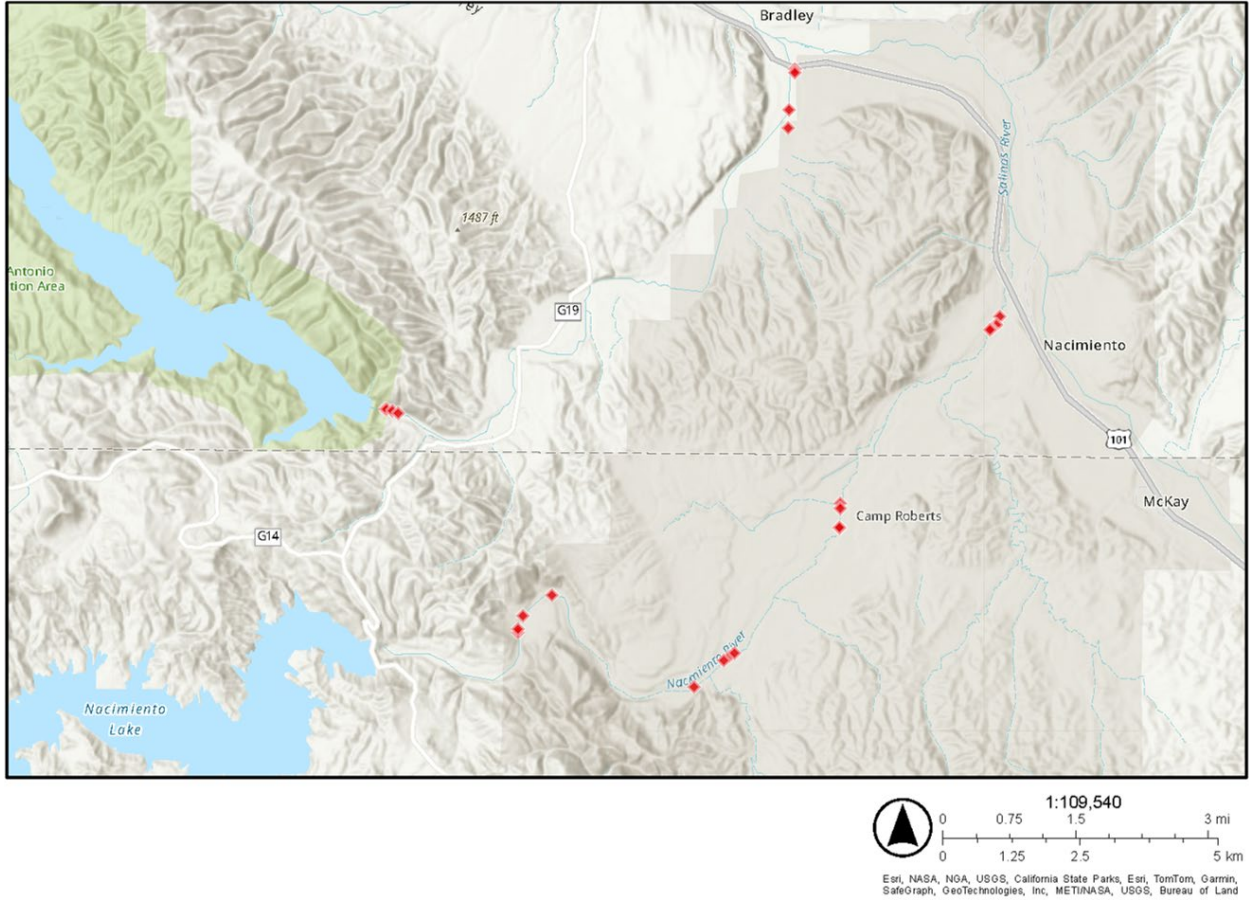 Bradley
Salinas River
1487 ft
Antonio
tion Area
G19
Nacimiento
101
McKay
Camp Roberts
G14
Nacimiento River
Nacimiento
Lake
1:109,540
0 0.75 1.5 3 mi
0 1.25 2.5 5 km
Esri, NASA, NGA, USGS, California State Parks, Esri, TomTom, Garmin,
SafeGraph, GeoTechnologies, Inc, METI/NASA, USGS, Bureau of Land